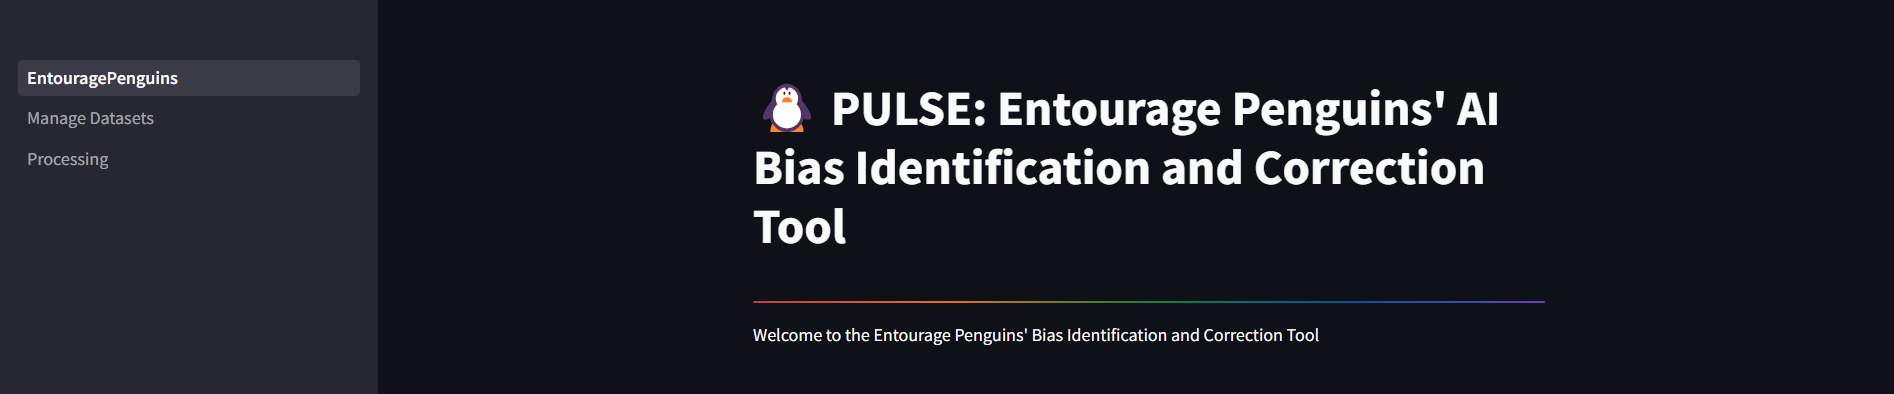 EntouragePenguins
Manage Datasets
Processing
PULSE: Entourage Penguins' AI
Bias Identification and Correction
Tool
Welcome to the Entourage Penguins' Bias Identification and Correction Tool